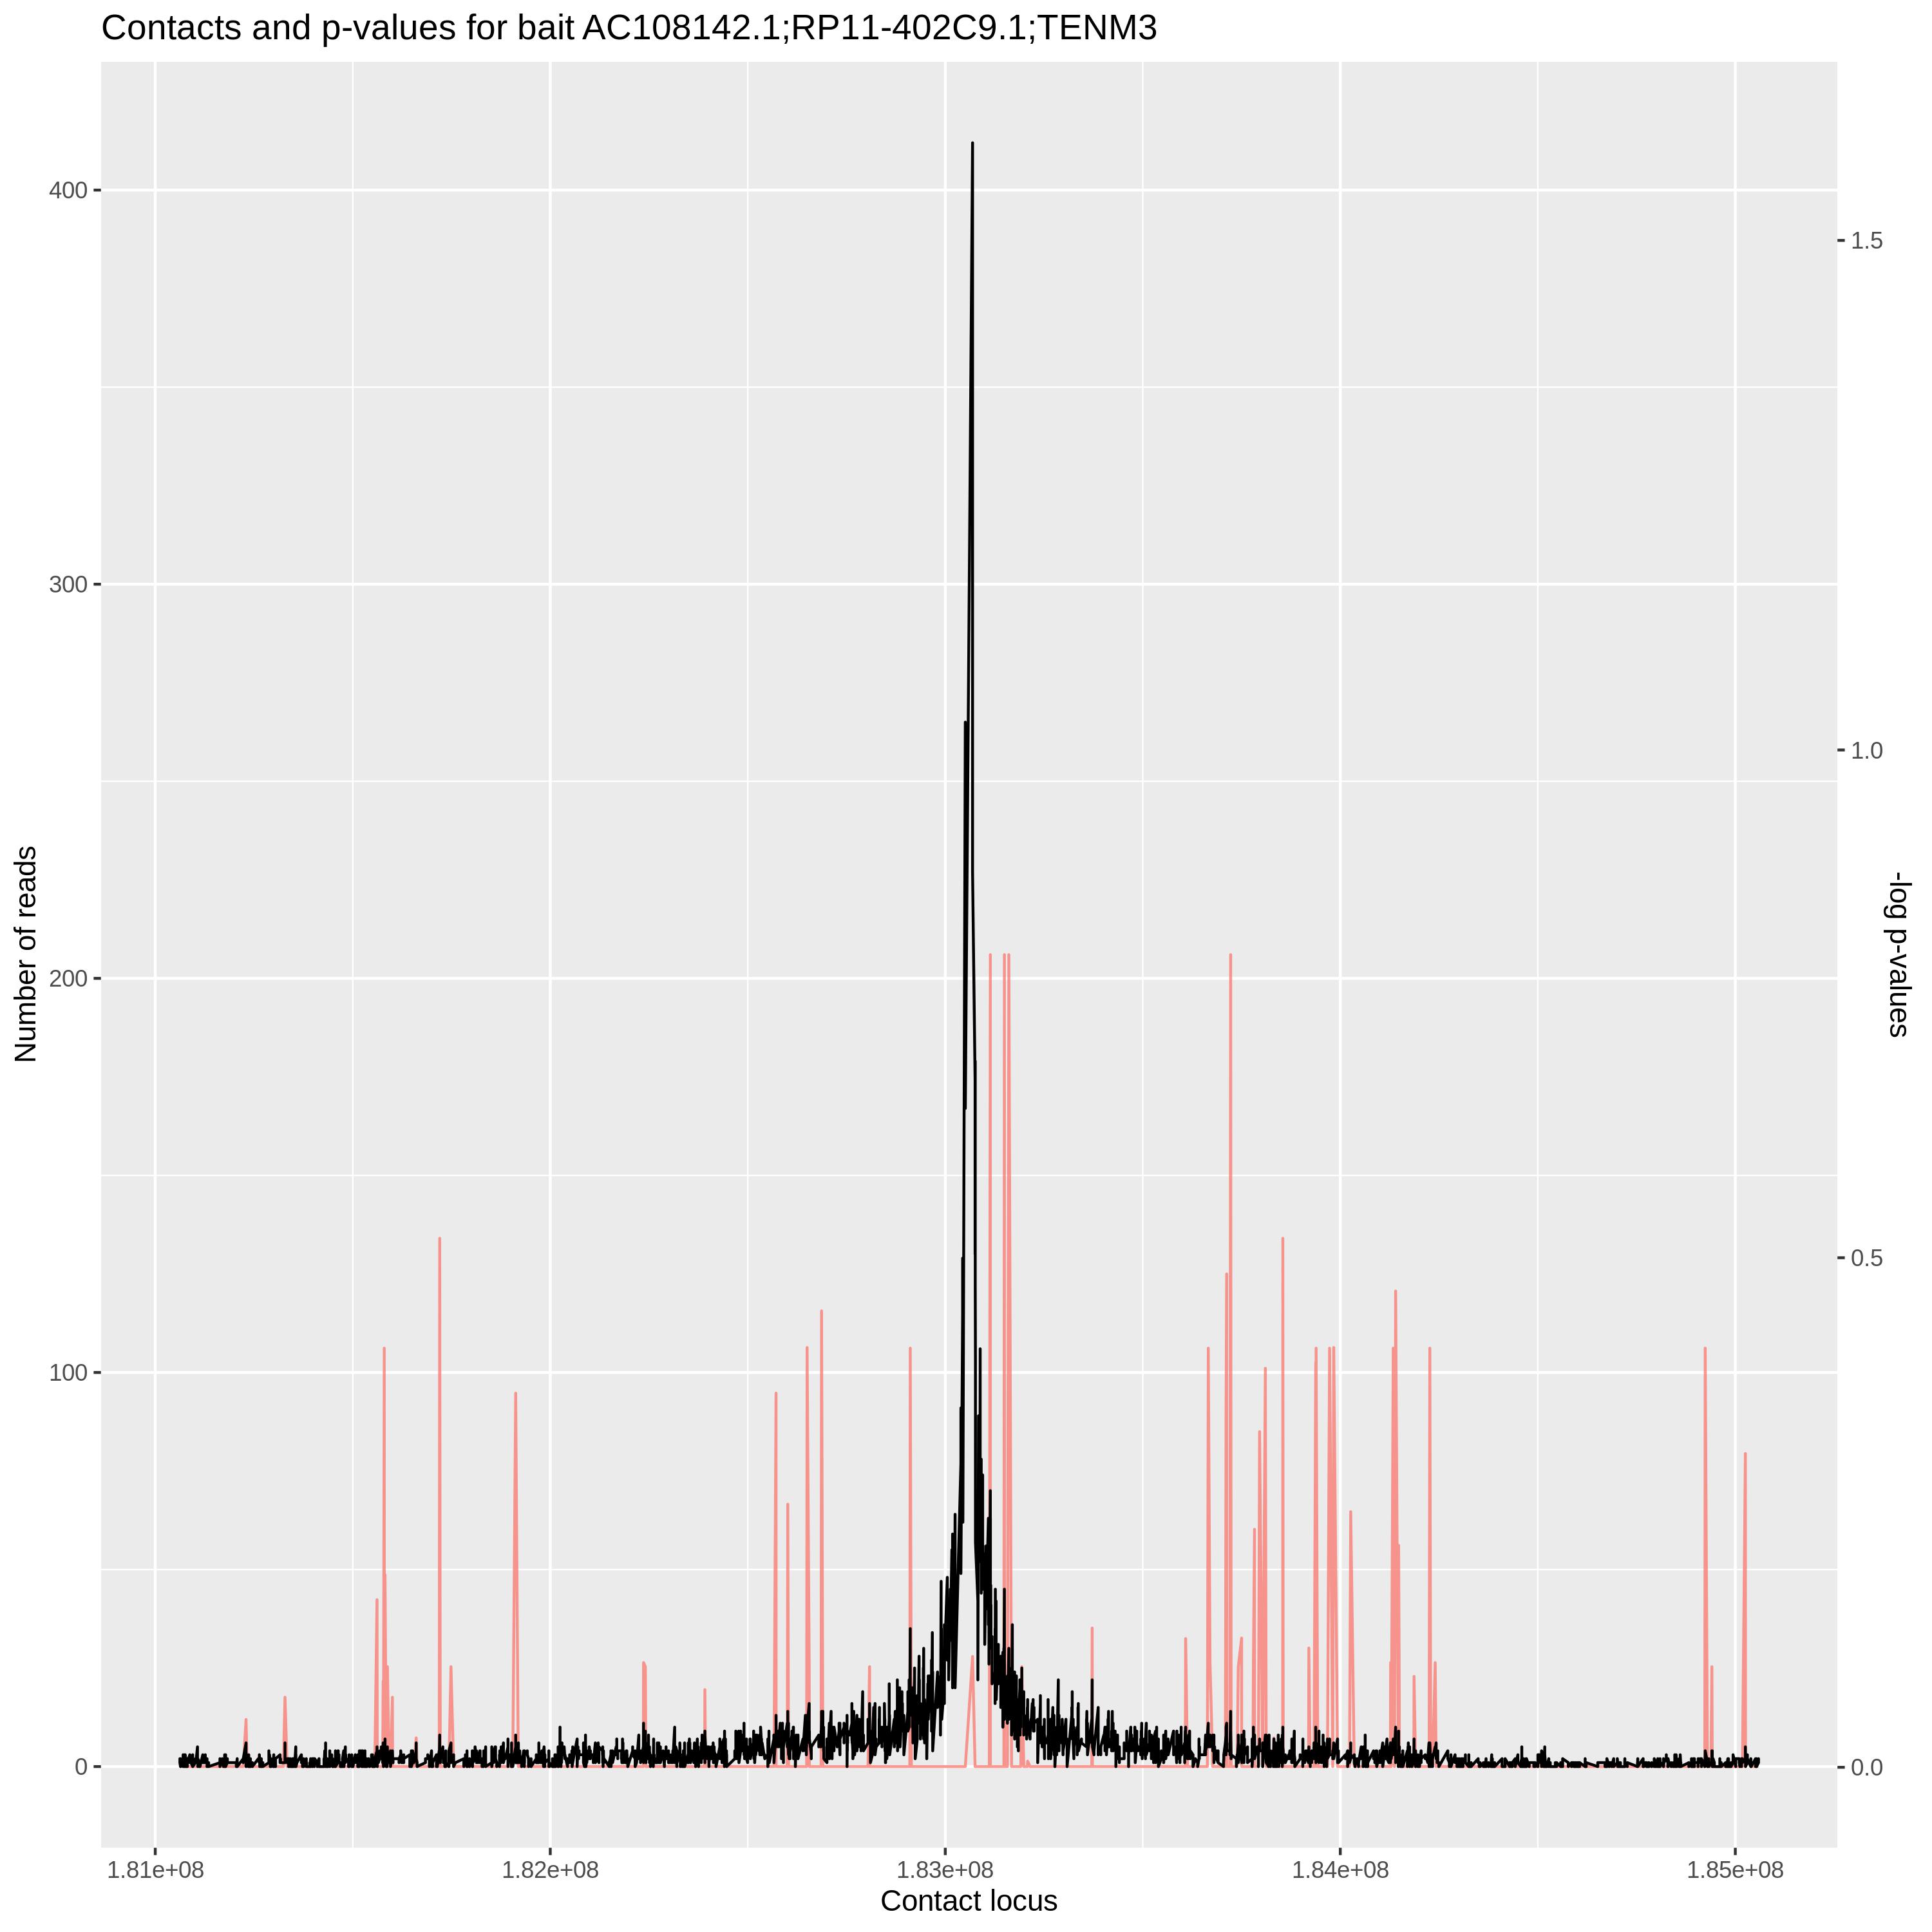 Contacts and p-values for bait AC108142.1;RP11-402C9.1;TENM3
400
300
200
100
0
Number of reads
1.5
1.0
0.5
0.0
-log p-values
1.81e+08
1.82e+08
1.83e+08
1.84e+08
1.85e+08
Contact locus